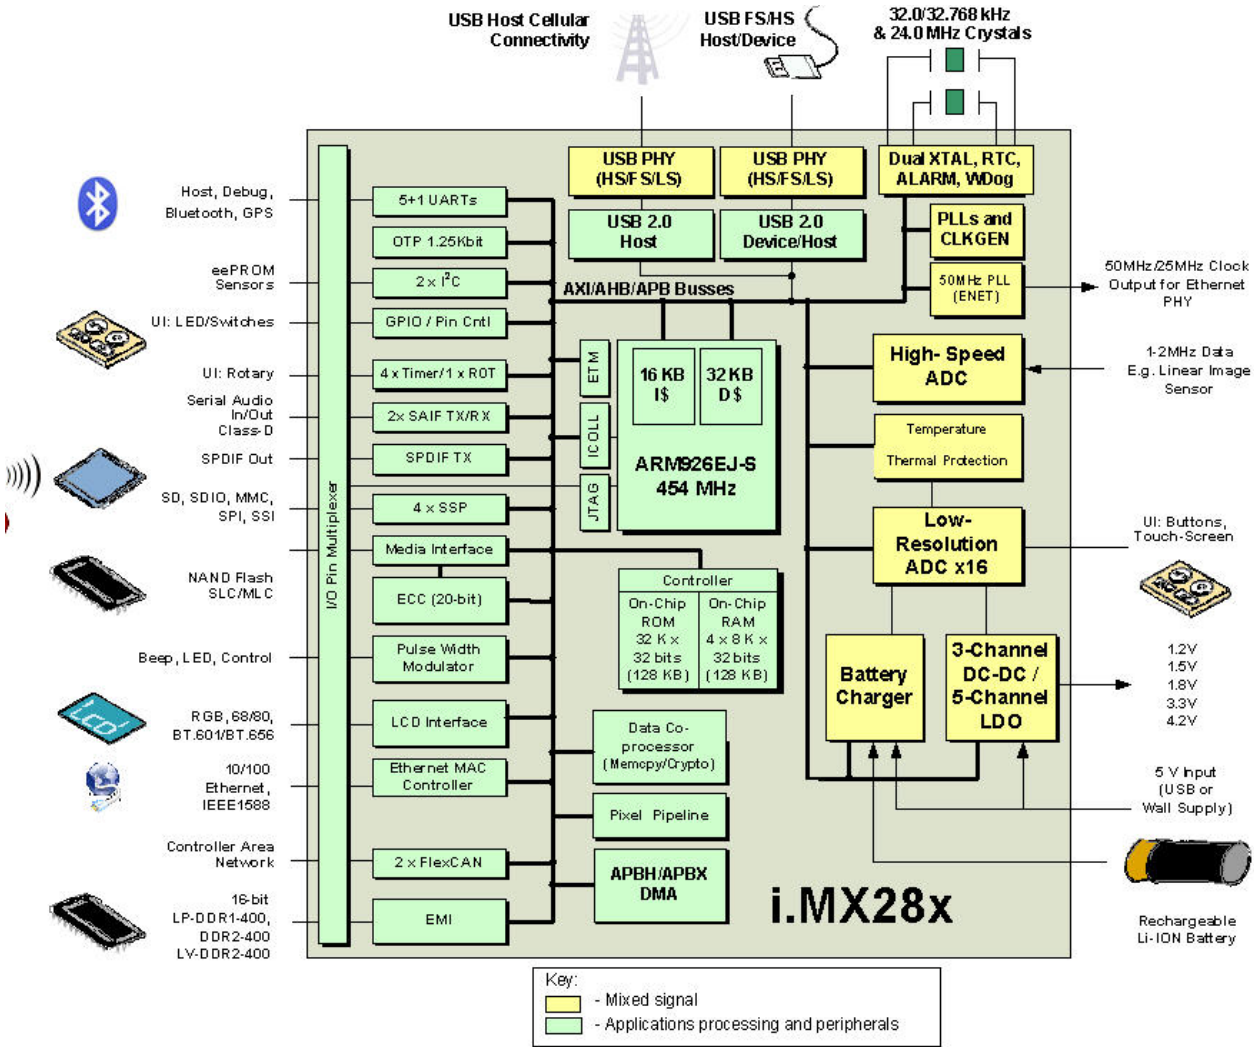 USB Host Cellular
Connectivity
USB FS/HS
Host/Device
32.0/32.768 kHz
& 24.0 MHz Crystals
USB PHY
(HS/FS/LS)
USB PHY
(HS/FS/LS)
Dual XTAL, RTC,
ALARM, WDog
USB 2.0
Host
USB 2.0
Device/Host
PLLs and
CLKGEN
50MHz PLL
(ENET)
50MHz/25MHz Clock
Output for Ethernet
PHY
AXI/AHB/APB Busses
I/O Pin Multiplexer
Host, Debug,
Bluetooth, GPS
5+1 UARTs
OTP 1.25Kbit
eePROM
Sensors
2 x I²C
UI: LED/Switches
GPIO / Pin Cntl
UI: Rotary
4 x Timer/1 x ROT
Serial Audio
In/Out
Class-D
2x SAIF TX/RX
SPDIF Out
SPDIF TX
SD, SDIO, MMC,
SPI, SSI
4 x SSP
Media Interface
NAND Flash
SLC/MLC
ECC (20-bit)
Beep, LED, Control
Pulse Width
Modulator
LCD
RGB, 68/80,
BT.601/BT.656
LCD Interface
10/100
Ethernet,
IEEE1588
Ethernet MAC
Controller
Controller Area
Network
2 x FlexCAN
16-bit
LP-DDR1-400,
DDR2-400
LV-DDR2-400
EMI
ETM
ICOLL
JTAG
16 KB
I$
32 KB
D$
ARM926EJ-S
454 MHz
Controller
On-Chip
ROM
32 K x
32 bits
(128 KB)
On-Chip
RAM
4 x 8 K x
32 bits
(128 KB)
Data Co-
processor
(Memcpy/Crypto)
Pixel Pipeline
APBH/APBX
DMA
High- Speed
ADC
1-2MHz Data
E.g. Linear Image
Sensor
Temperature
Thermal Protection
Low-
Resolution
ADC x16
UI: Buttons,
Touch-Screen
Battery
Charger
3-Channel
DC-DC /
5-Channel
LDO
1.2V
1.5V
1.8V
3.3V
4.2V
5 V Input
(USB or
Wall Supply)
Rechargeable
Li-ION Battery
i.MX28x
Key:
- Mixed signal
- Applications processing and peripherals